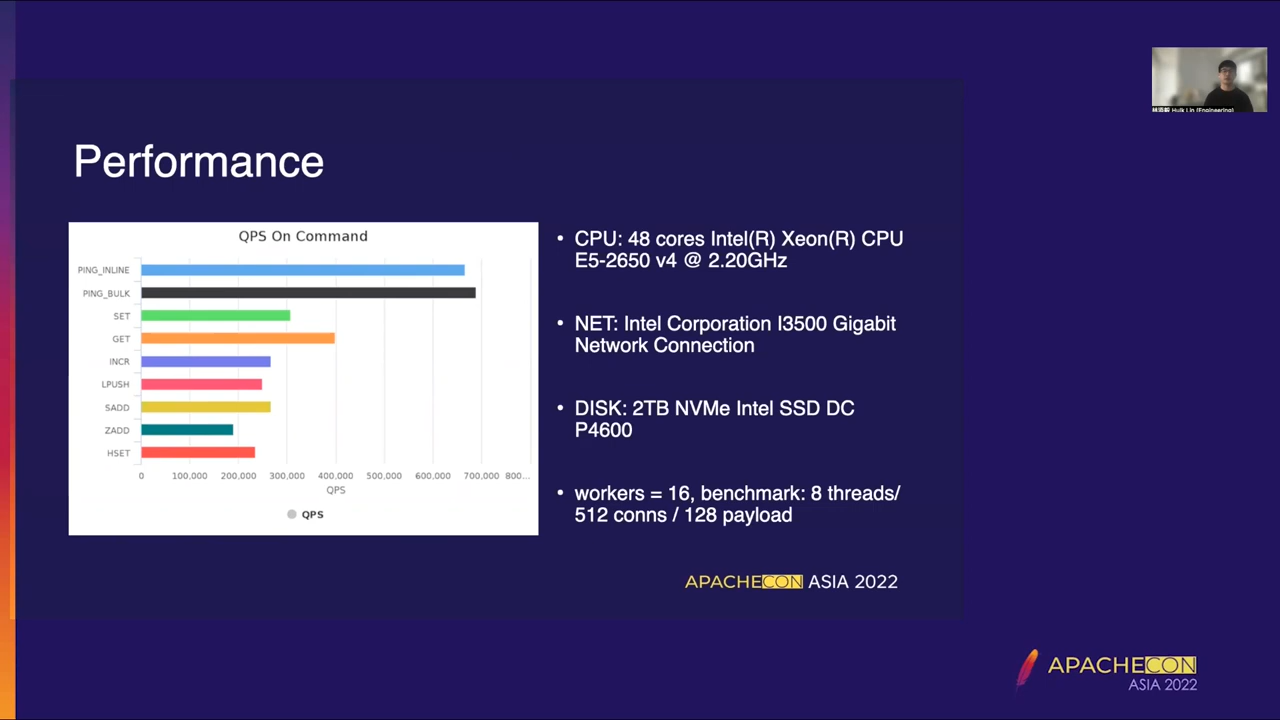 Performance
QPS On Command
PING_INLINE
PING_BULK
SET
GET
INCR
LPUSH
SADD
ZADD
HSET
0 100,000 200,000 300,000 400,000 500,000 600,000 700,000 800...
QPS
QPS
• CPU: 48 cores Intel(R) Xeon(R) CPU
E5-2650 v4 @ 2.20GHz
• NET: Intel Corporation I3500 Gigabit
Network Connection
• DISK: 2TB NVMe Intel SSD DC
P4600
• workers = 16, benchmark: 8 threads/
512 conns / 128 payload
APACHECON ASIA 2022
Hulk Lin (Engineering)
APACHECON
ASIA 2022